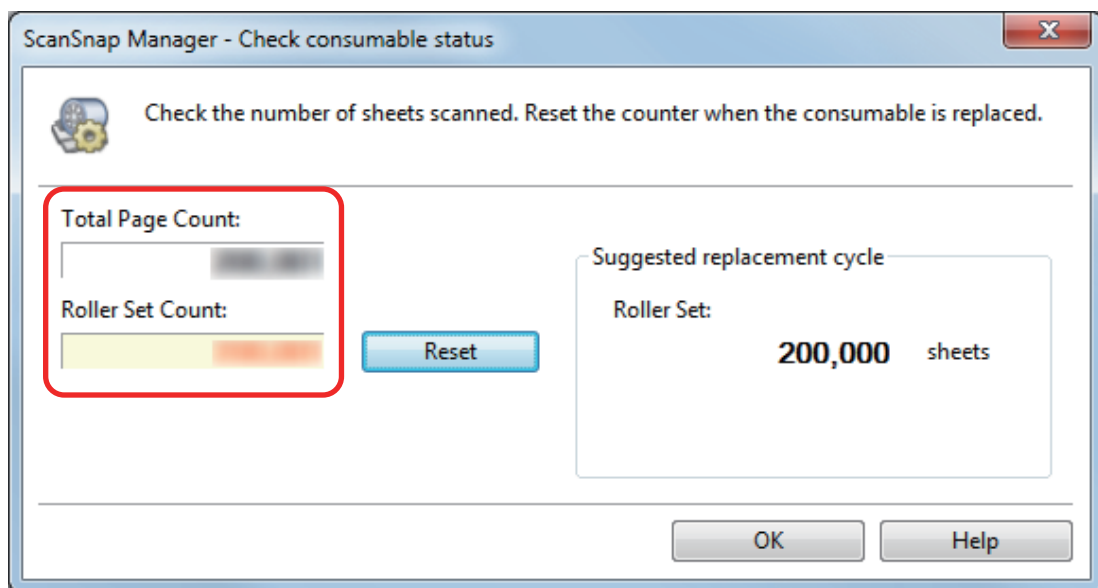 ScanSnap Manager - Check consumable status
Check the number of sheets scanned. Reset the counter when the consumable is replaced.
Total Page Count:
Roller Set Count:
Reset
Suggested replacement cycle
Roller Set:
200,000 sheets
OK
Help